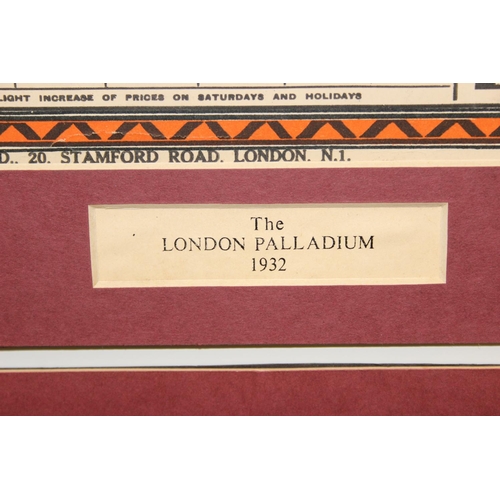 LIGHT INCREASE OF PRICES ON SATURDAYS AND HOLIDAYS
D., 20. STAMFORD ROAD. LONDON. N.1.
The
LONDON PALLADIUM
1932